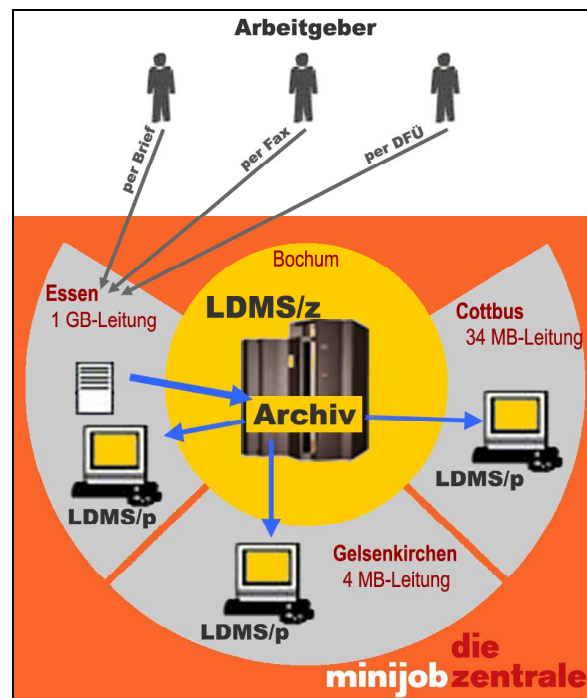 Arbeitgeber
per Brief
per Fax
per DFÜ
Bochum
Essen
1 GB-Leitung
LDMS/z
Cottbus
34 MB-Leitung
Archiv
LDMS/p
LDMS/p
Gelsenkirchen
4 MB-Leitung
LDMS/p
die
minijobzentrale